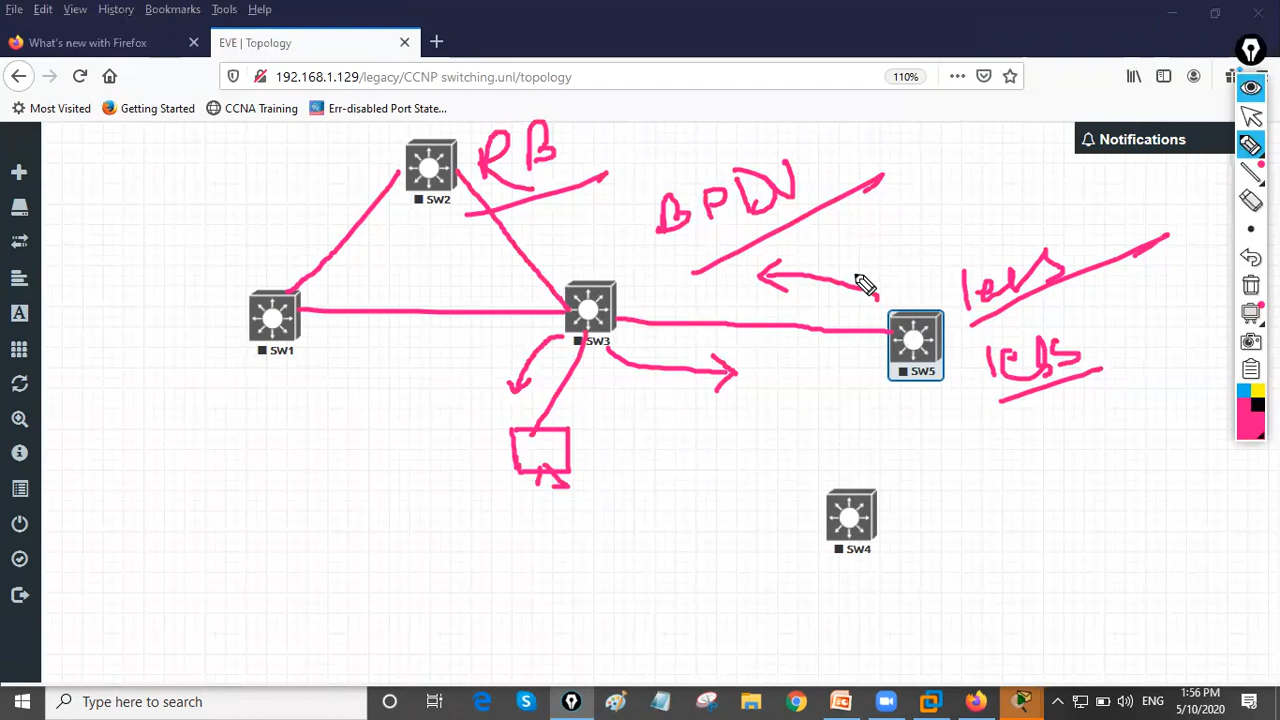 File Edit View History Bookmarks Tools Help
What's new with Firefox
EVE | Topology
192.168.1.129/legacy/CCNP switching.unl/topology
110%
Most Visited
Getting Started
CCNA Training
Err-disabled Port State...
Notifications
RB
BPDU
SW2
SW1
SW3
SW5
SW4
Type here to search
ENG
1:56 PM
5/10/2020